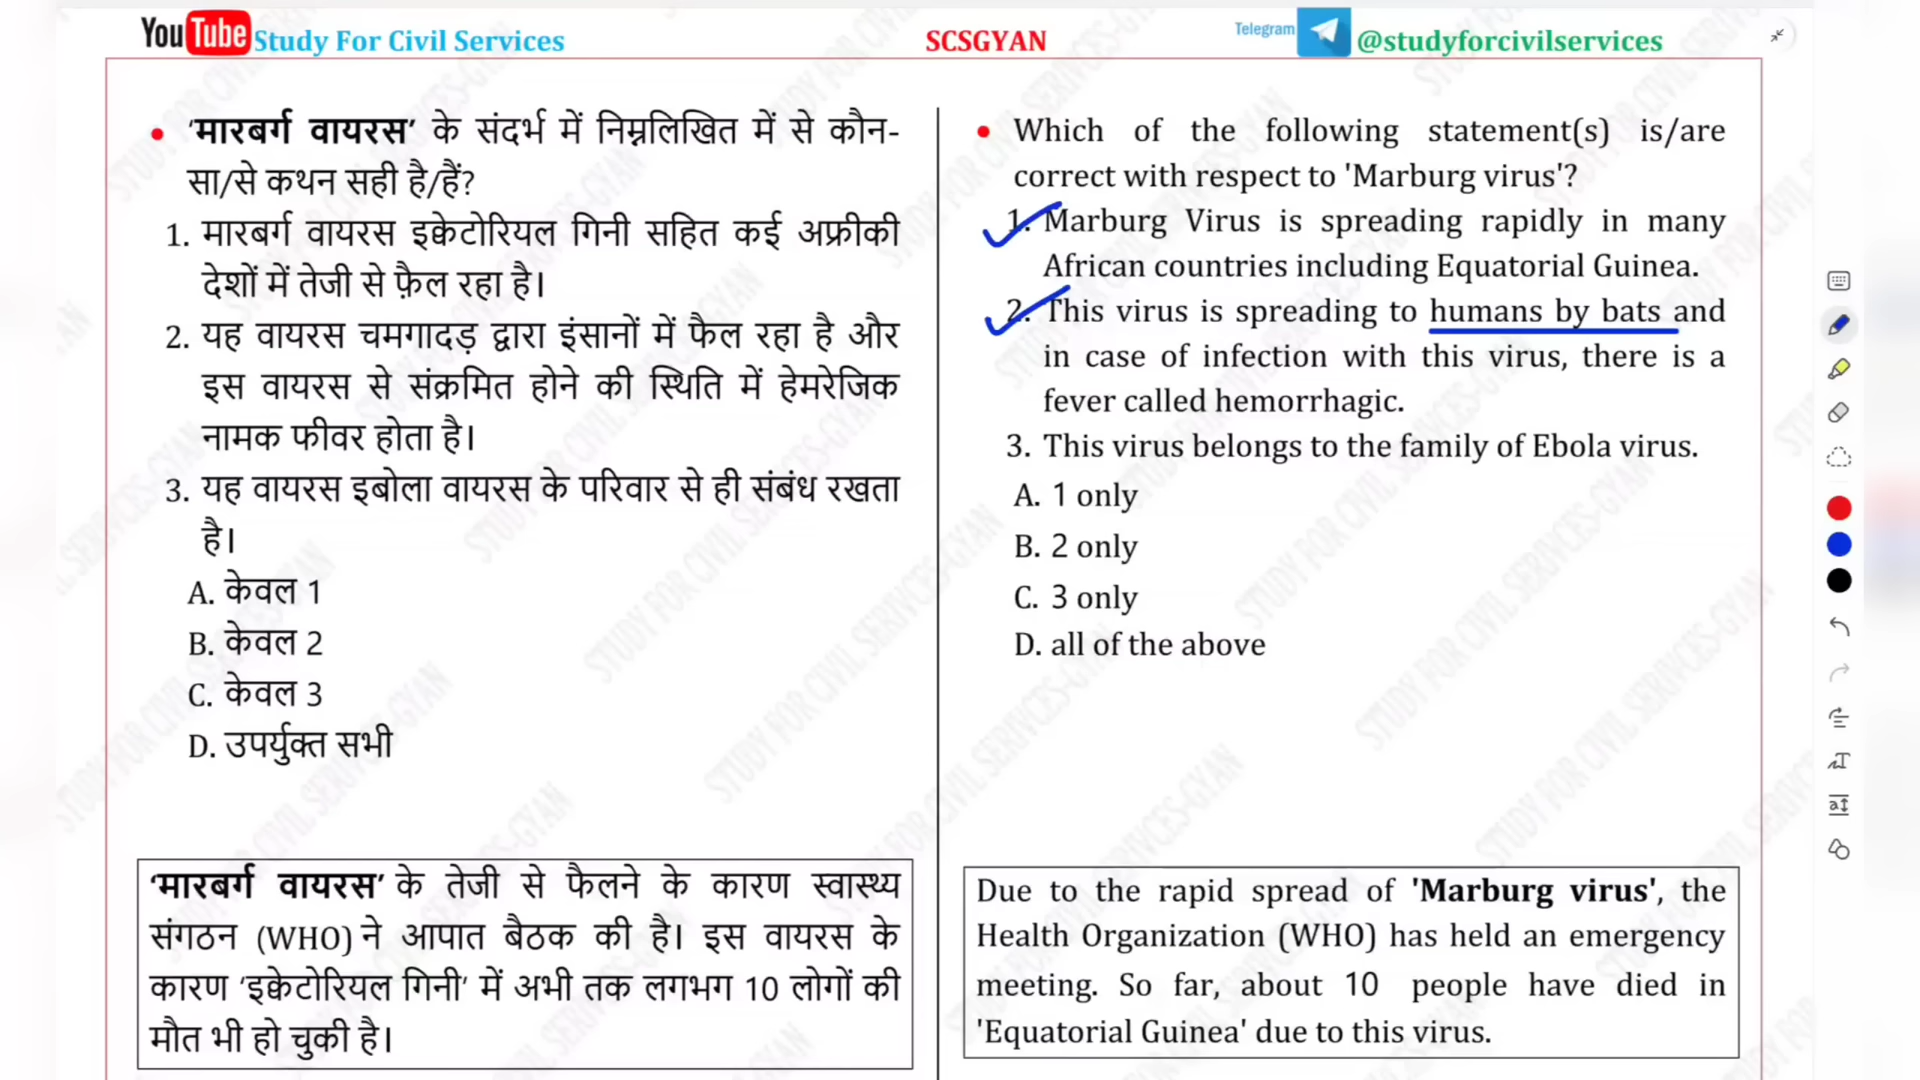 YouTube Study For Civil Services
SCSGYAN
Telegram @studyforcivilservices
• ‘मारबर्ग वायरस’ के संदर्भ में निम्नलिखित में से कौन-
सा/से कथन सही है/हैं?
1. मारबर्ग वायरस इक्वेटोरियल गिनी सहित कई अफ्रीकी
देशों में तेजी से फ़ैल रहा है।
2. यह वायरस चमगादड़ द्वारा इंसानों में फैल रहा है और
इस वायरस से संक्रमित होने की स्थिति में हेमरेजिक
नामक फीवर होता है।
3. यह वायरस इबोला वायरस के परिवार से ही संबंध रखता
है।
A. केवल 1
B. केवल 2
C. केवल 3
D. उपर्युक्त सभी
‘मारबर्ग वायरस’ के तेजी से फैलने के कारण स्वास्थ्य
संगठन (WHO) ने आपात बैठक की है। इस वायरस के
कारण ‘इक्वेटोरियल गिनी’ में अभी तक लगभग 10 लोगों की
मौत भी हो चुकी है।
• Which of the following statement(s) is/are
correct with respect to 'Marburg virus'?
1. Marburg Virus is spreading rapidly in many
African countries including Equatorial Guinea.
2. This virus is spreading to humans by bats and
in case of infection with this virus, there is a
fever called hemorrhagic.
3. This virus belongs to the family of Ebola virus.
A. 1 only
B. 2 only
C. 3 only
D. all of the above
Due to the rapid spread of 'Marburg virus', the
Health Organization (WHO) has held an emergency
meeting. So far, about 10 people have died in
'Equatorial Guinea' due to this virus.
STUDY FOR CIVIL SERIVCES-GYAN